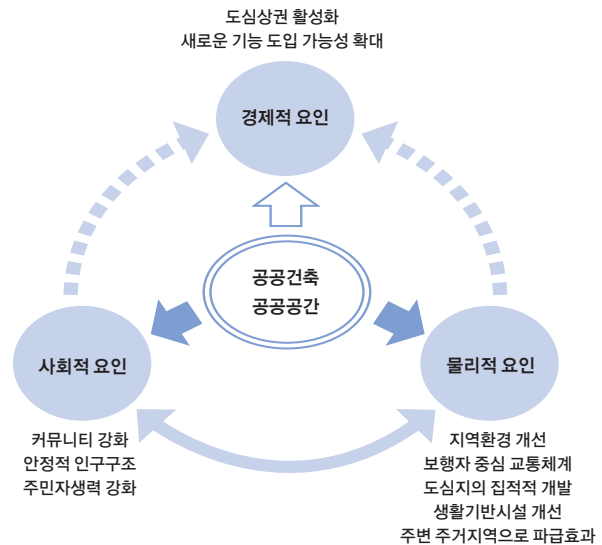 도심상권 활성화
새로운 기능 도입 가능성 확대
경제적 요인
공공건축
공공공간
사회적 요인
커뮤니티 강화
안정적 인구구조
주민자생력 강화
물리적 요인
지역환경 개선
보행자 중심 교통체계
도심지의 집적적 개발
생활기반시설 개선
주변 주거지역으로 파급효과